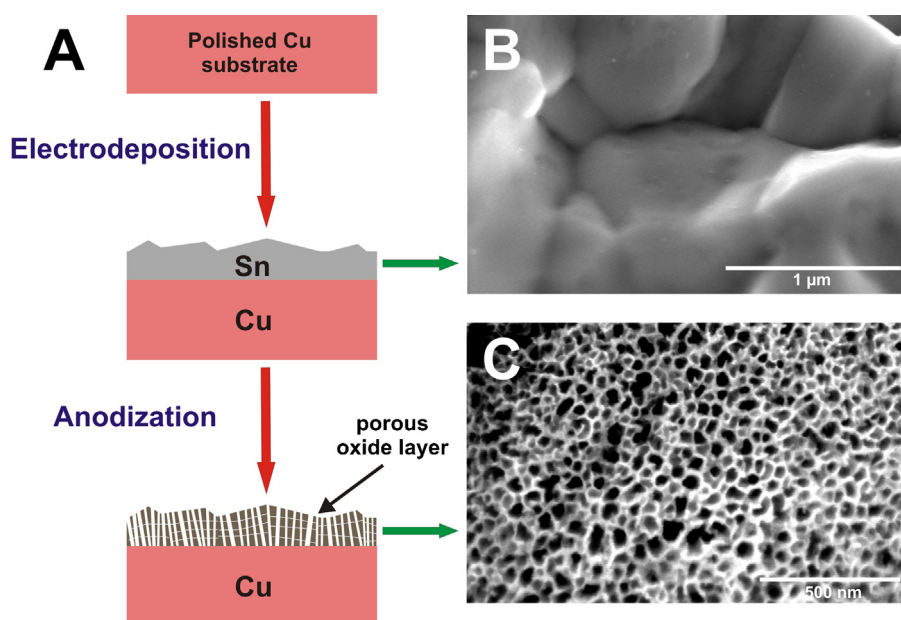 A
Polished Cu
substrate
Electrodeposition
Sn
Cu
Anodization
porous
oxide layer
Cu
B
1 µm
C
500 nm